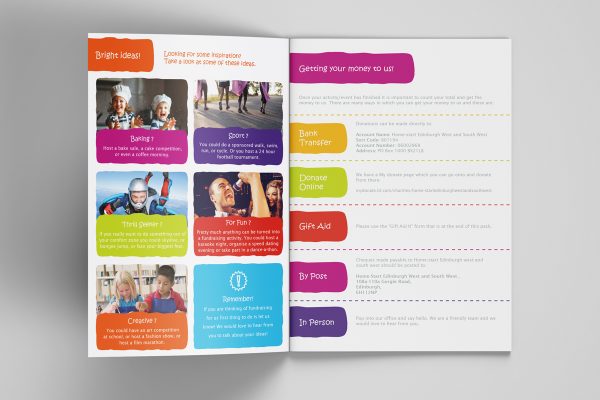 Bright ideas!
Looking for some inspiration?
Take a look at some of these ideas.
Baking ?
Host a bake sale, a cake competition,
or even a coffee morning.
Sport ?
You could do a sponsored walk, swim,
run, or cycle. Or you host a 24 hour
football tournament.
Thrill Seeker ?
If you really want to do something out of
your comfort zone you could skydive, or
bungee jump, or face your biggest fear.
For Fun ?
Pretty much anything can be turned into
a fundraising activity. You could host a
karaoke night, organise a speed dating
evening or take part in a dance-a-thon.
Creative ?
You could have an art competition
at school, or host a fashion show, or
host a film marathon.
Remember!
If you are thinking of fundraising
for us first thing to do is let us
know! We would love to hear from
you to talk about your ideas!
Getting your money to us!
Once your activity/event has finished it is important to count your total and get the
money to us. There are many ways in which you can get your money to us and these are:
Bank
Transfer
Donations can be made directly to:
Account Name: Home-start Edinburgh West and South West
Sort Code:
Account Number:
Address: PO Box 1000 BX2 1LB
Donate
Online
We have a My donate page which you can go onto and donate
from there
Gift Aid
Please use the "Gift Aid It" form that is at the end of this pack.
By Post
Cheques made payable to Home-start Edinburgh west and
south west should be posted to:
Home-Start Edinburgh West and South West,
Gorgie Road,
Edinburgh,
In Person
Pop into our office and say hello. We are a friendly team and we
would love to hear from you.